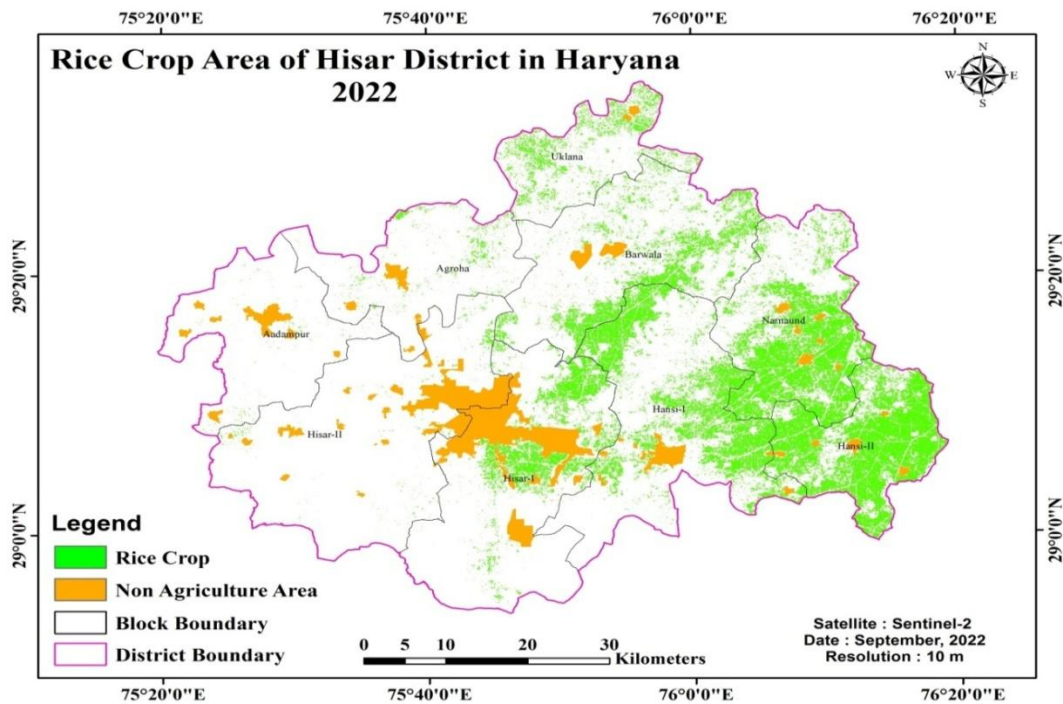 75°20'0"E 75°40'0"E 76°0'0"E 76°20'0"E
Rice Crop Area of Hisar District in Haryana
2022
N
W E
S
Uklana
29°20'0"N 29°20'0"N
Barwala
Agroha
Narnaund
Aadampur
Hansi-I
Hisar-II
Hansi-II
Hisar-I
29°0'0"N 29°0'0"N
Legend
Rice Crop
Non Agriculture Area
Block Boundary
District Boundary
0 5 10 20 30
Kilometers
Satellite : Sentinel-2
Date : September, 2022
Resolution : 10 m
75°20'0"E 75°40'0"E 76°0'0"E 76°20'0"E